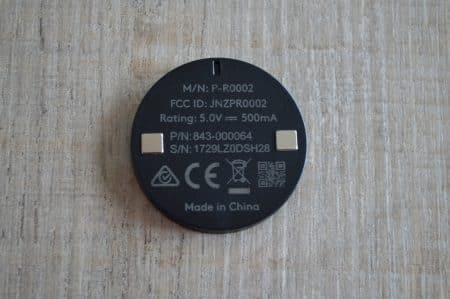 M/N: P-R0002
FCC ID: JNZPR0002
Rating: 5.0V ⎓ 500mA
P/N: 843-000064
S/N: 1729LZ0DSH28
CE
Made in China